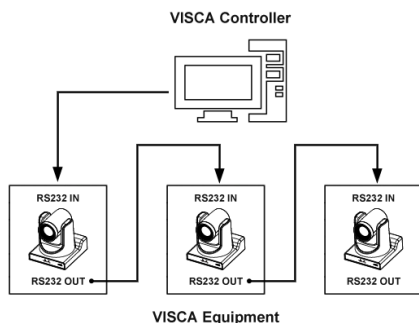 VISCA Controller
RS232 IN
RS232 IN
RS232 IN
RS232 OUT
RS232 OUT
RS232 OUT
VISCA Equipment